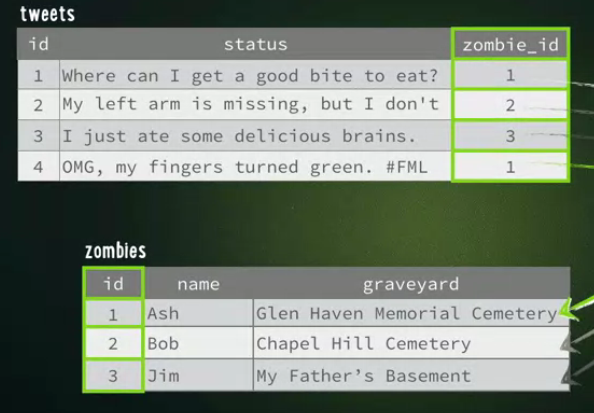 tweets
id status zombie_id
1 Where can I get a good bite to eat? 1
2 My left arm is missing, but I don't 2
3 I just ate some delicious brains. 3
4 OMG, my fingers turned green. #FML 1
zombies
id name graveyard
1 Ash Glen Haven Memorial Cemetery
2 Bob Chapel Hill Cemetery
3 Jim My Father’s Basement